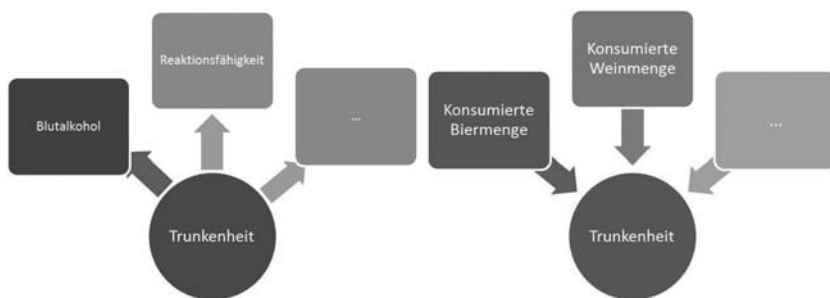 Reaktionsfähigkeit
Blutalkohol
...
Trunkenheit
Konsumierte
Weinmenge
Konsumierte
Biermenge
...
Trunkenheit